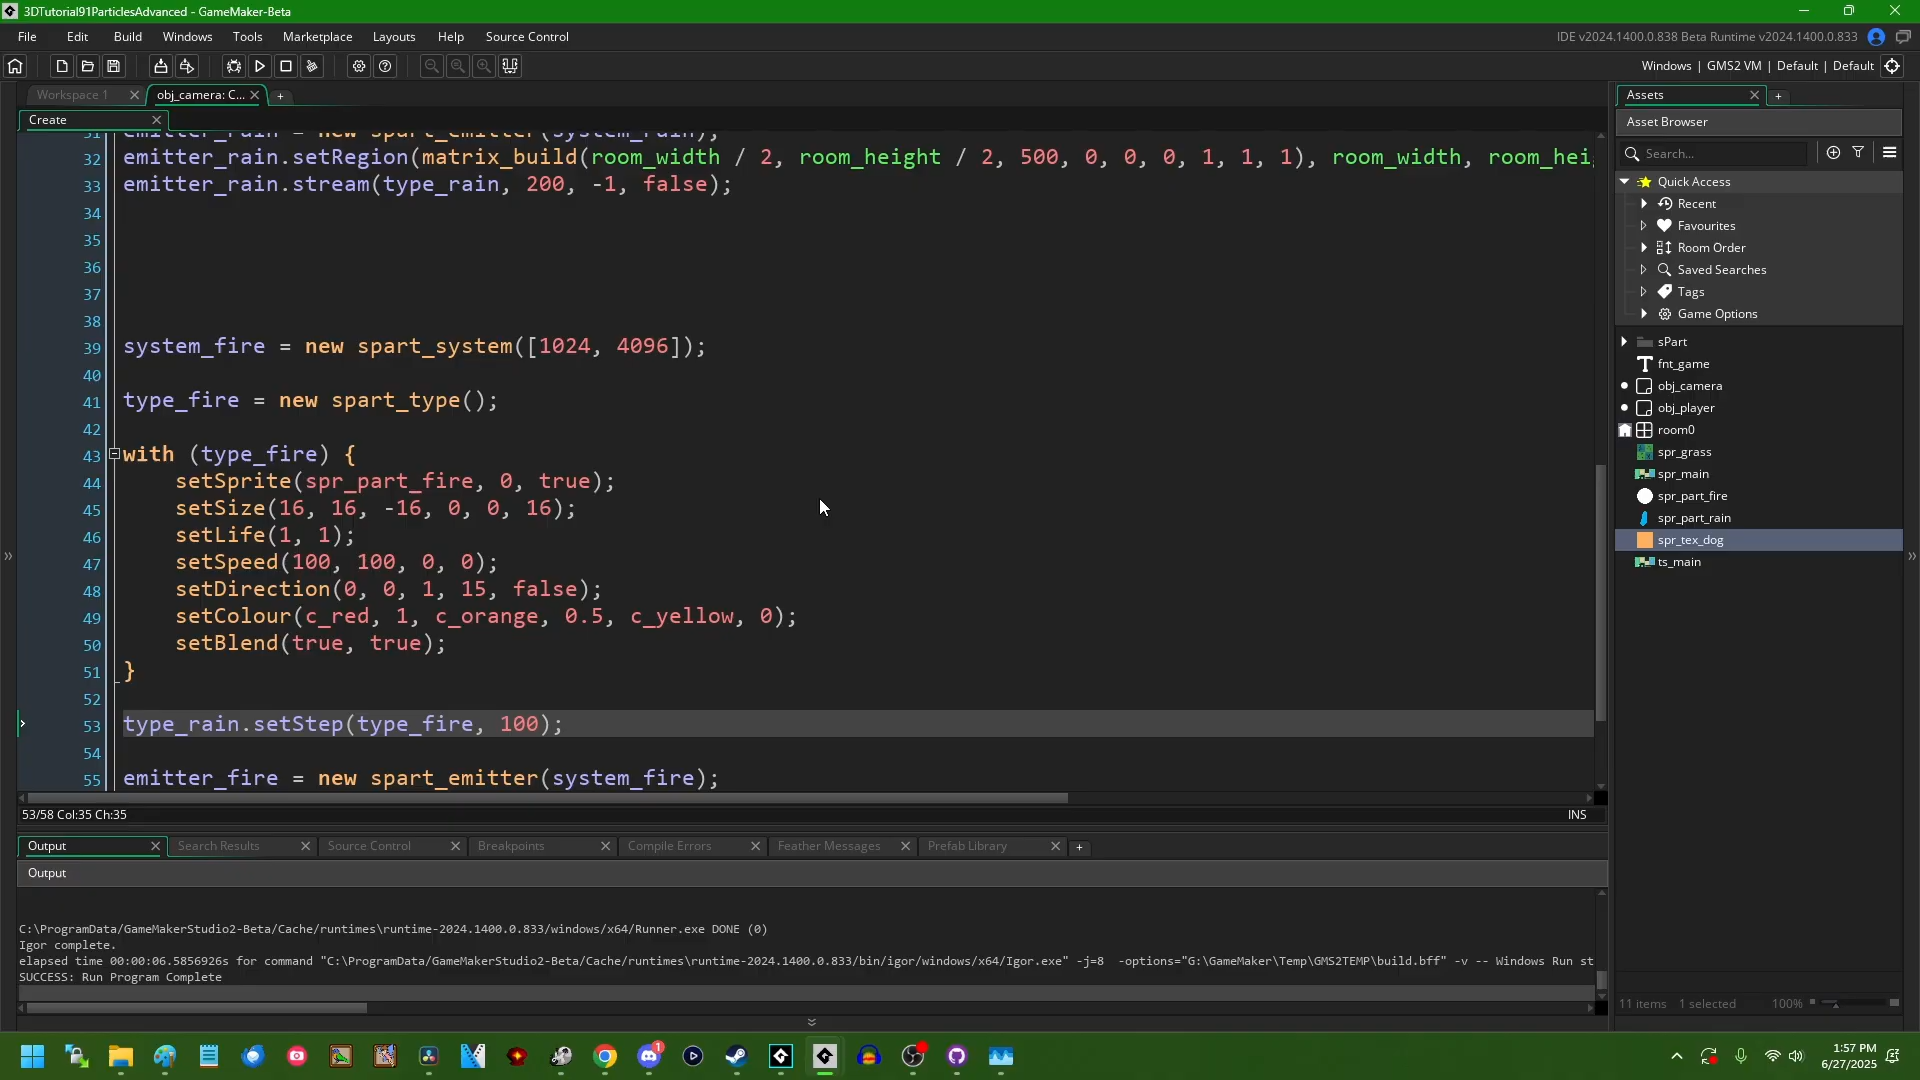 3DTutorial91ParticlesAdvanced - GameMaker-Beta
File Edit Build Windows Tools Marketplace Layouts Help Source Control
IDE v2024.1400.0.838 Beta Runtime v2024.1400.0.833
Windows | GMS2 VM | Default | Default
Workspace 1
obj_camera: C...
Create
31 emitter_rain = new spart_emitter(system_rain);
32 emitter_rain.setRegion(matrix_build(room_width / 2, room_height / 2, 500, 0, 0, 0, 1, 1, 1), room_width, room_hei
33 emitter_rain.stream(type_rain, 200, -1, false);
34
35
36
37
38
39 system_fire = new spart_system([1024, 4096]);
40
41 type_fire = new spart_type();
42
43 with (type_fire) {
44 setSprite(spr_part_fire, 0, true);
45 setSize(16, 16, -16, 0, 0, 16);
46 setLife(1, 1);
47 setSpeed(100, 100, 0, 0);
48 setDirection(0, 0, 1, 15, false);
49 setColour(c_red, 1, c_orange, 0.5, c_yellow, 0);
50 setBlend(true, true);
51 }
52
53 type_rain.setStep(type_fire, 100);
54
55 emitter_fire = new spart_emitter(system_fire);
53/58 Col:35 Ch:35
INS
Output Search Results Source Control Breakpoints Compile Errors Feather Messages Prefab Library
Output
C:\ProgramData/GameMakerStudio2-Beta/Cache/runtimes\runtime-2024.1400.0.833/windows/x64/Runner.exe DONE (0)
Igor complete.
elapsed time 00:00:06.5856926s for command "C:\ProgramData/GameMakerStudio2-Beta/Cache/runtimes\runtime-2024.1400.0.833/bin/igor/windows/x64/Igor.exe" -j=8 -options="G:\GameMaker\Temp\GMS2TEMP\build.bff" -v -- Windows Run st
SUCCESS: Run Program Complete
Assets
Asset Browser
Search...
Quick Access
Recent
Favourites
Room Order
Saved Searches
Tags
Game Options
sPart
fnt_game
obj_camera
obj_player
room0
spr_grass
spr_main
spr_part_fire
spr_part_rain
spr_tex_dog
ts_main
11 items 1 selected 100%
1
1:57 PM
6/27/2025